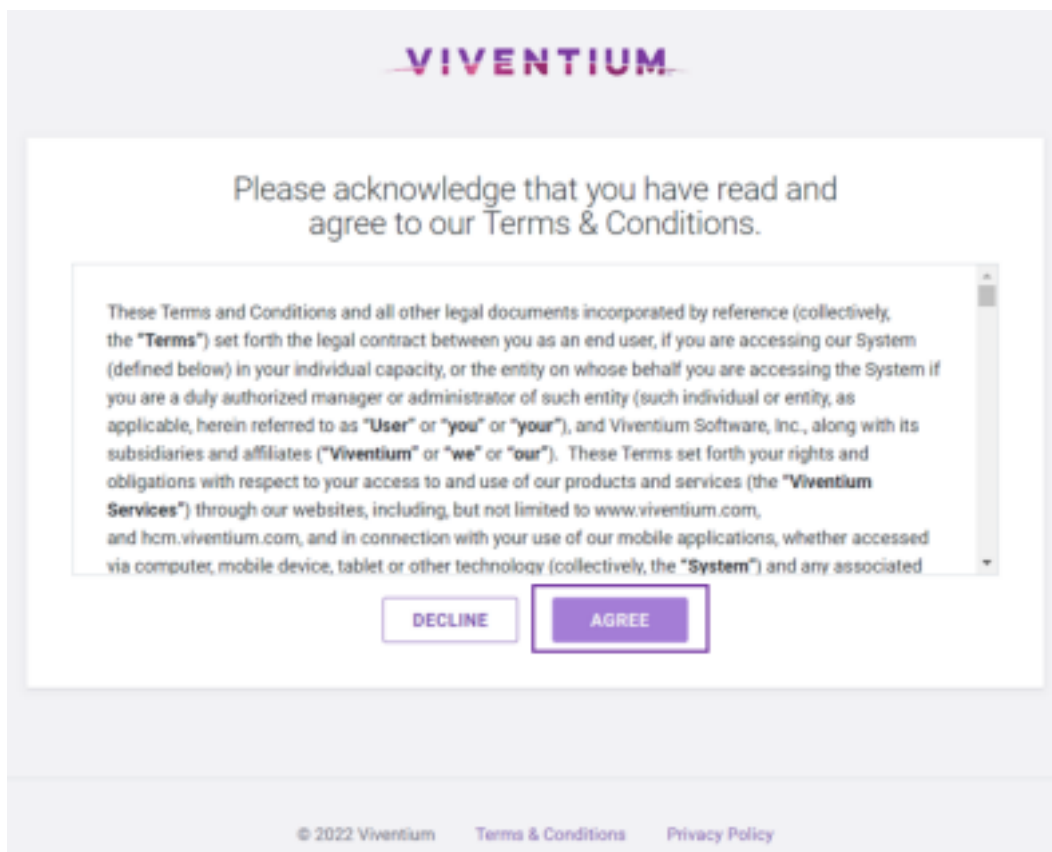 VIVENTIUM
Please acknowledge that you have read and
agree to our Terms & Conditions.
These Terms and Conditions and all other legal documents incorporated by reference (collectively,
the "Terms") set forth the legal contract between you as an end user, if you are accessing our System
(defined below) in your individual capacity, or the entity on whose behalf you are accessing the System if
you are a duly authorized manager or administrator of such entity (such individual or entity, as
applicable, herein referred to as "User" or "you" or "your"), and Viventium Software, Inc., along with its
subsidiaries and affiliates ("Viventium" or "we" or "our"). These Terms set forth your rights and
obligations with respect to your access to and use of our products and services (the "Viventium
Services") through our websites, including, but not limited to www.viventium.com,
and hcm.viventium.com, and in connection with your use of our mobile applications, whether accessed
via computer, mobile device, tablet or other technology (collectively, the "System") and any associated
DECLINE AGREE
© 2022 Viventium Terms & Conditions Privacy Policy